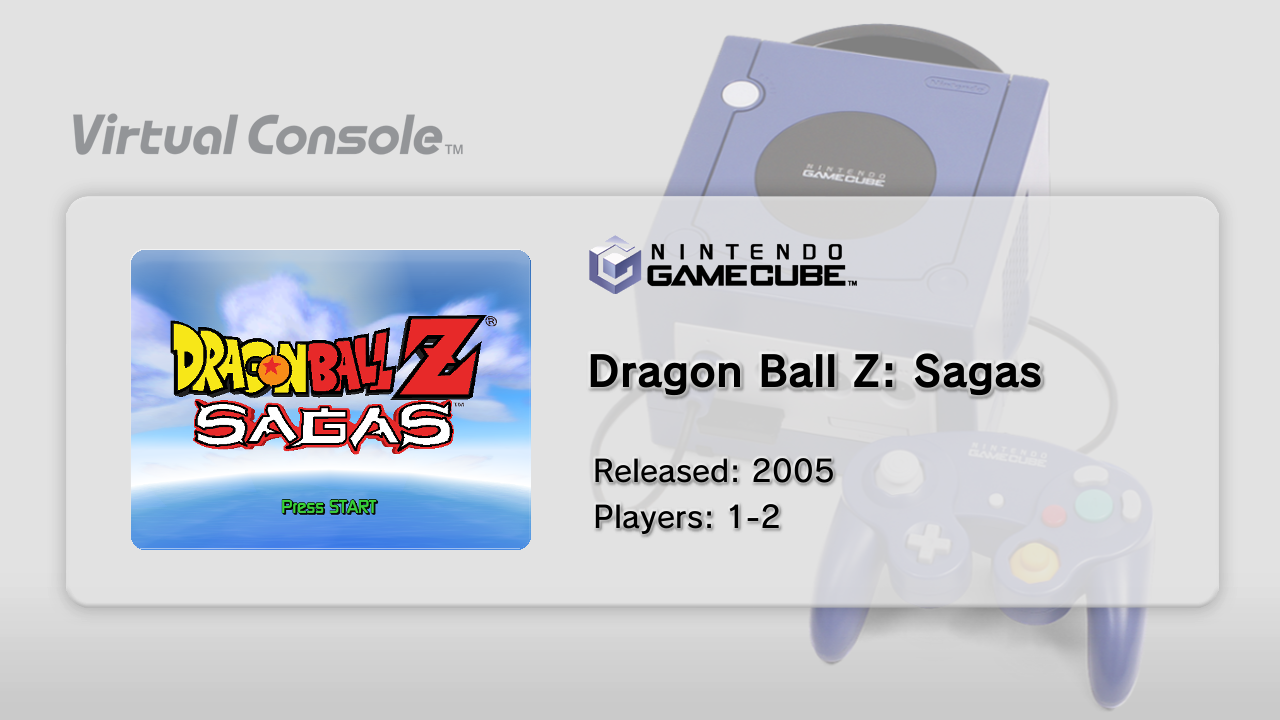 Nintendo
NINTENDO
GAMECUBE
Virtual Console™
NINTENDO
GAMECUBE™
DRAGON BALL Z®
SAGAS™
Press START
Dragon Ball Z: Sagas
Released: 2005
Players: 1-2
NINTENDO
GAMECUBE